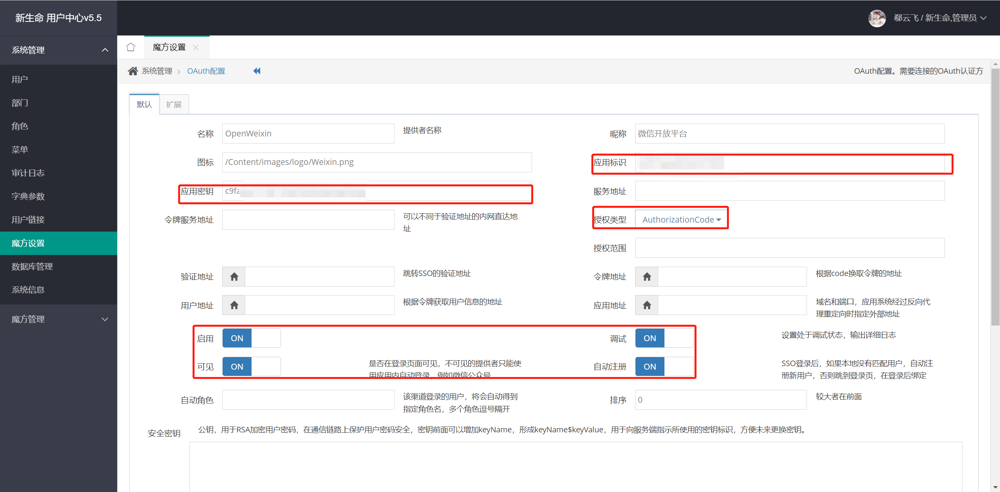 新生命 用户中心v5.5
郗云飞 / 新生命,管理员
系统管理
用户
部门
角色
菜单
审计日志
字典参数
用户链接
魔方设置
数据库管理
系统信息
魔方管理
魔方设置
系统管理
OAuth配置
OAuth配置。需要连接的OAuth认证方
默认
扩展
名称
OpenWeixin
提供者名称
昵称
微信开放平台
图标
/Content/images/logo/Weixin.png
应用标识
应用密钥
c9fa
服务地址
令牌服务地址
可以不同于验证地址的内网直达地
址
授权类型
AuthorizationCode
授权范围
验证地址
跳转SSO的验证地址
令牌地址
根据code换取令牌的地址
用户地址
根据令牌获取用户信息的地址
应用地址
域名和端口，应用系统经过反向代
理重定向时指定外部地址
启用
ON
调试
ON
设置处于调试状态，输出详细日志
可见
ON
是否在登录页面可见，不可见的提供者只能使
用应用内自动登录，例如微信公众号
自动注册
ON
SSO登录后，如果本地没有匹配用户，自动注
册新用户，否则跳到登录页，在登录后绑定
自动角色
该渠道登录的用户，将会自动得到
指定角色名，多个角色逗号隔开
排序
0
较大者在前面
安全密钥
公钥，用于RSA加密用户密码，在通信链路上保护用户密码安全，密钥前面可以增加keyName，形成keyName$keyValue，用于向服务端指示所使用的密钥标识，方便未来更换密钥。